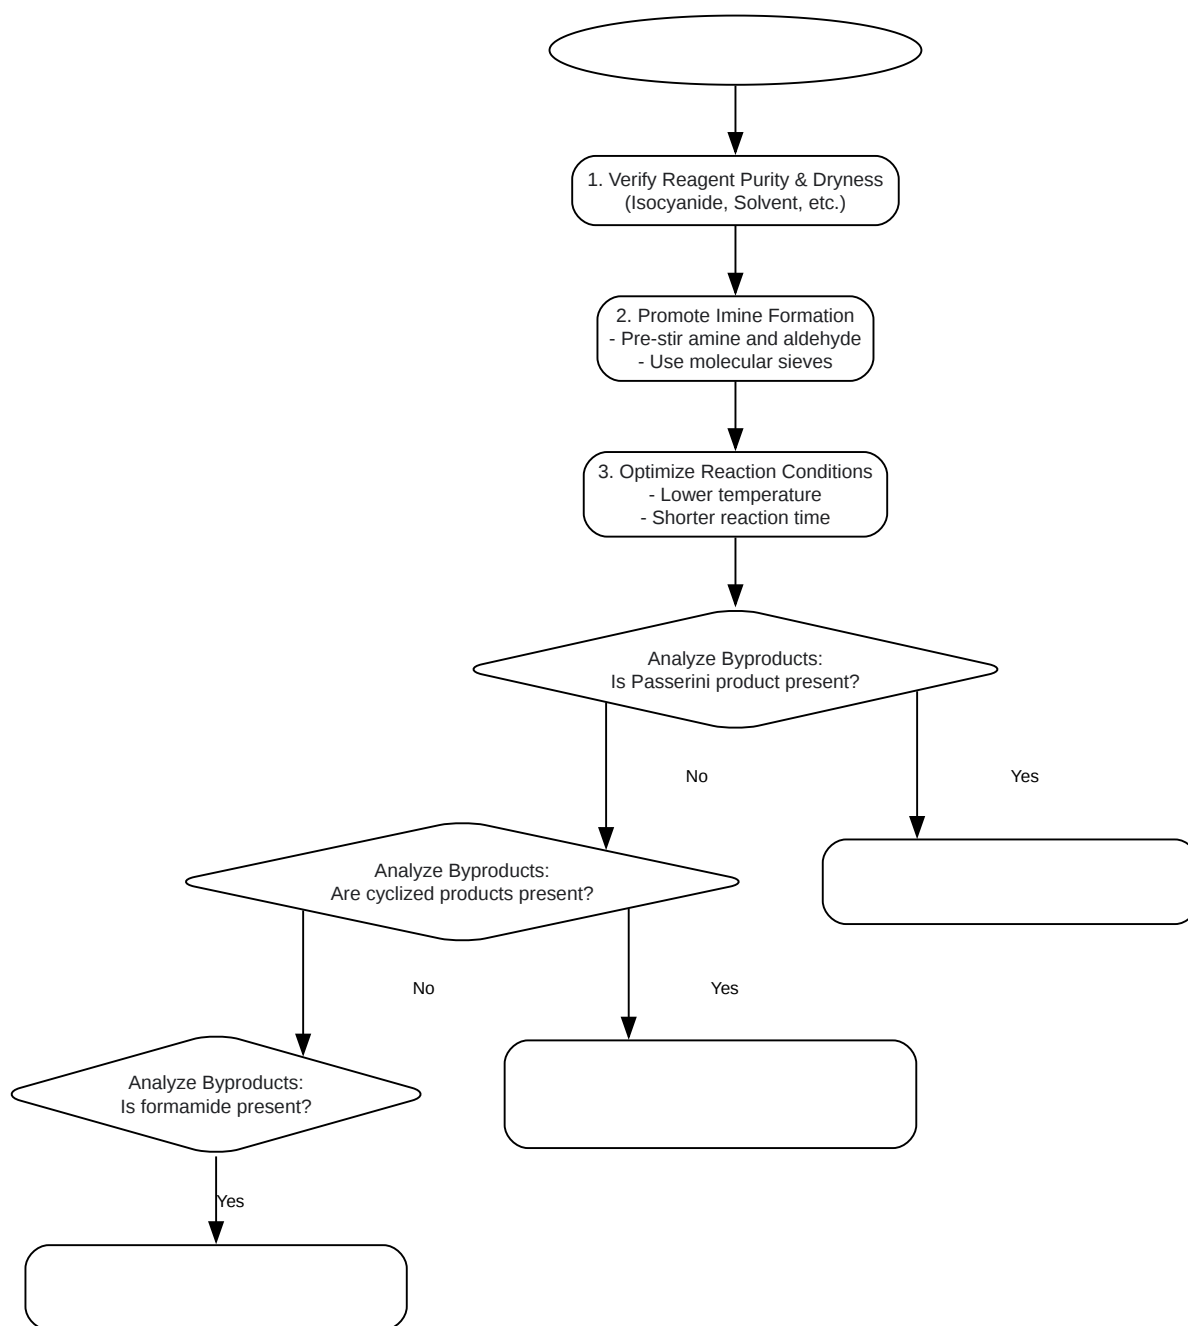 1. Verify Reagent Purity & Dryness
(Isocyanide, Solvent, etc.)
2. Promote Imine Formation
- Pre-stir amine and aldehyde
- Use molecular sieves
3. Optimize Reaction Conditions
- Lower temperature
- Shorter reaction time
Analyze Byproducts:
Is Passerini product present?
No
Yes
Analyze Byproducts:
Are cyclized products present?
No
Yes
Analyze Byproducts:
Is formamide present?
Yes